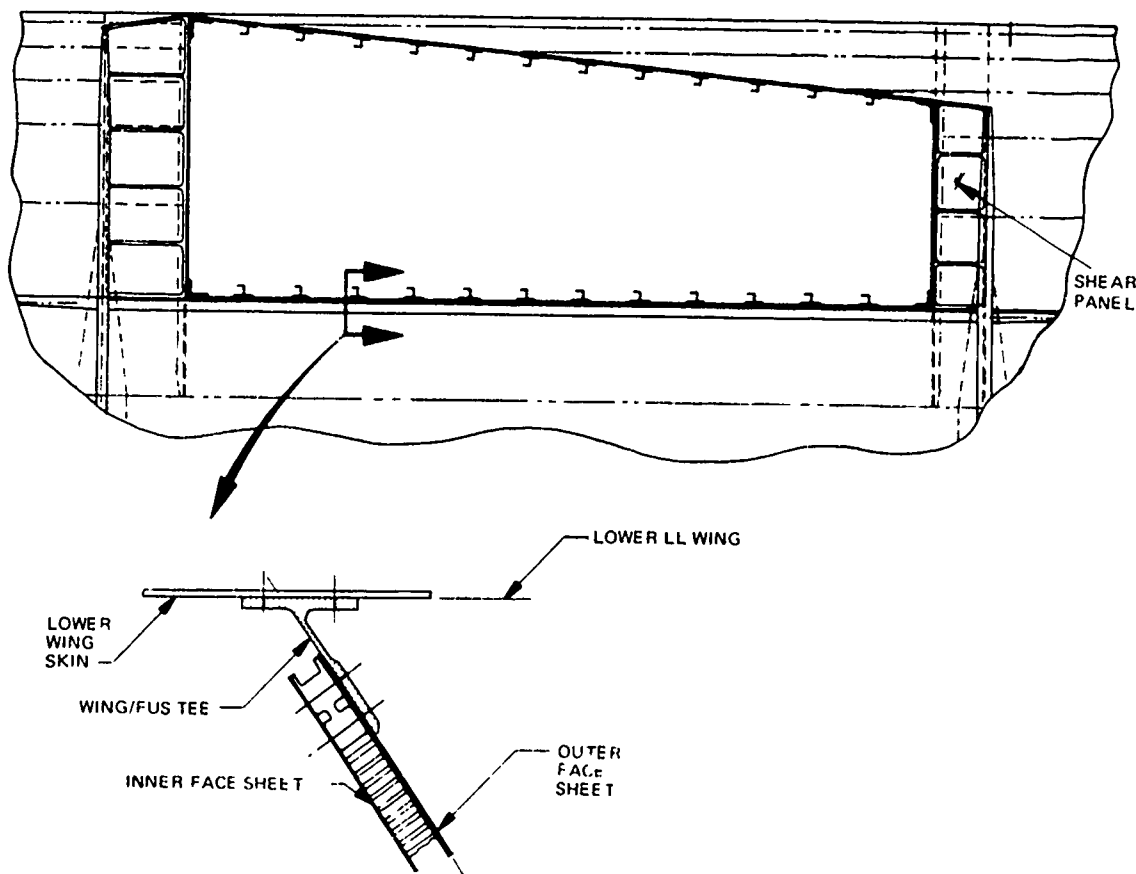 SHEAR
PANEL
LOWER LL WING
LOWER
WING
SKIN
WING/FUS TEE
INNER FACE SHEET
OUTER
FACE
SHEET